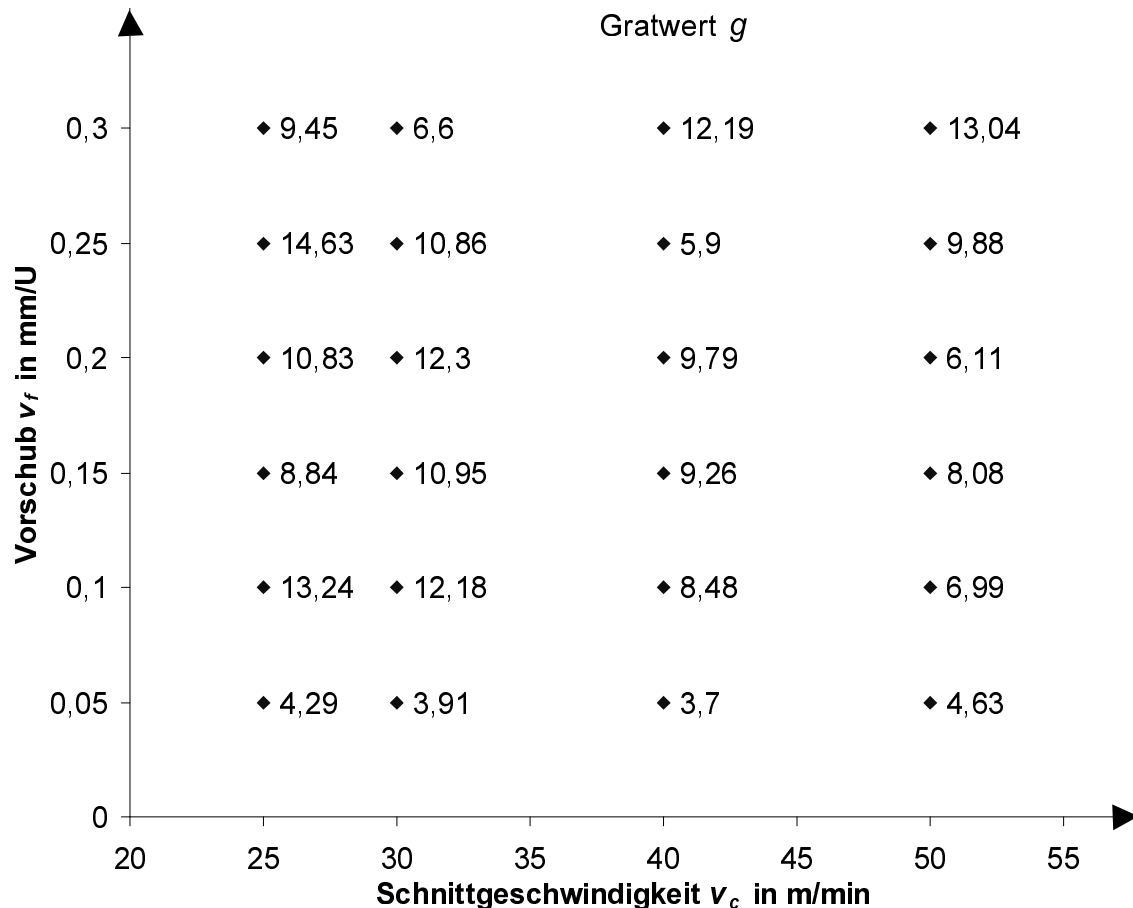 Gratwert g
0,3 9,45 6,6 12,19 13,04
0,25 14,63 10,86 5,9 9,88
0,2 10,83 12,3 9,79 6,11
0,15 8,84 10,95 9,26 8,08
0,1 13,24 12,18 8,48 6,99
0,05 4,29 3,91 3,7 4,63
0
20 25 30 35 40 45 50 55
Vorschub vf in mm/U
Schnittgeschwindigkeit vc in m/min